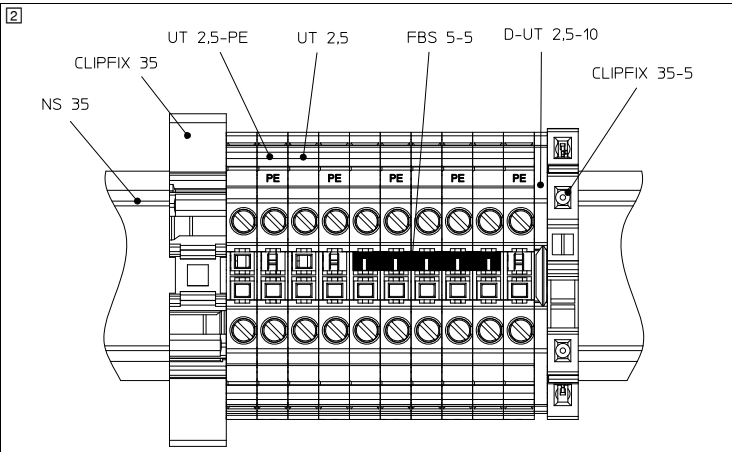 2
UT 2,5-PE
UT 2,5
FBS 5-5
D-UT 2,5-10
CLIPFIX 35
CLIPFIX 35-5
NS 35
PE PE PE PE PE